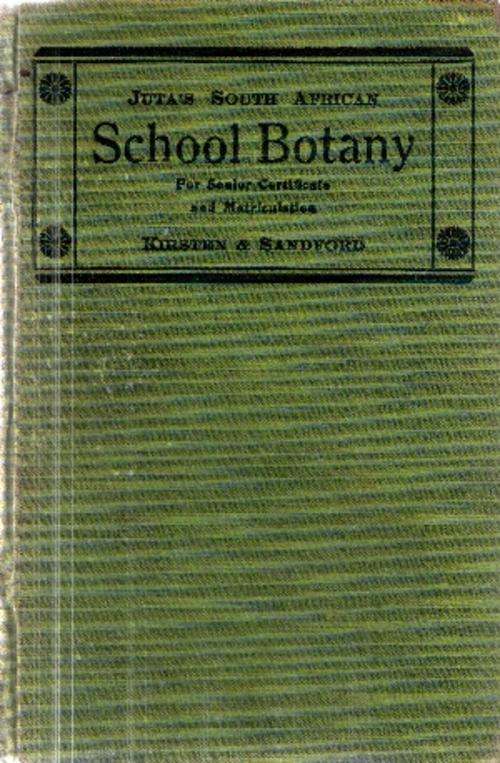 JUTA'S SOUTH AFRICAN
School Botany
For Senior Certificate
and Matriculation
KIRSTEN & SANDFORD